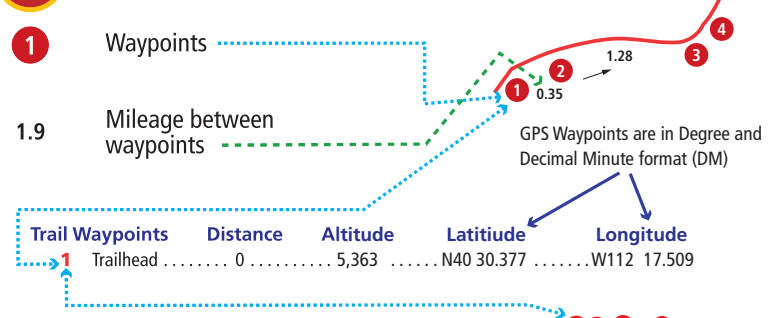 1 Waypoints
4
3
1.28
2
1
0.35
1.9 Mileage between
waypoints
GPS Waypoints are in Degree and
Decimal Minute format (DM)
Trail Waypoints Distance Altitude Latitiude Longitude
1 Trailhead ........ 0 .......... 5,363 ...... N40 30.377 ....... W112 17.509